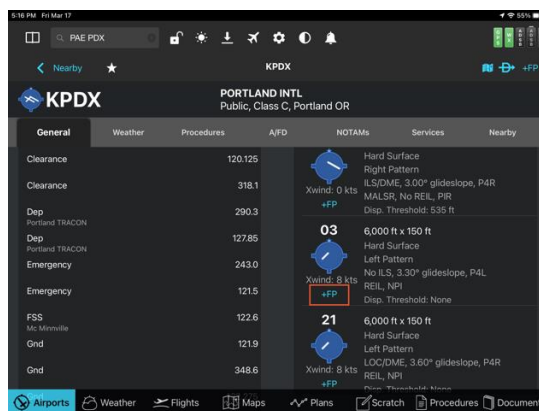 5:16 PM Fri Mar 17
55%
PAE PDX
Nearby
KPDX
+FP
KPDX
PORTLAND INTL
Public, Class C, Portland OR
General Weather Procedures A/FD NOTAMs Services Nearby
Clearance 120.125
Clearance 318.1
Dep 290.3
Portland TRACON
Dep 127.85
Portland TRACON
Emergency 243.0
Emergency 121.5
FSS 122.6
Mc Minnville
Gnd 121.9
Gnd 348.6
Hard Surface
Right Pattern
ILS/DME, 3.00° glideslope, P4R
MALSR, No REIL, PIR
Disp. Threshold: 535 ft
Xwind: 0 kts
+FP
03
6,000 ft x 150 ft
Hard Surface
Left Pattern
No ILS, 3.30° glideslope, P4L
REIL, NPI
Disp. Threshold: None
Xwind: 8 kts
+FP
21
6,000 ft x 150 ft
Hard Surface
Left Pattern
LOC/DME, 3.60° glideslope, P4R
REIL, NPI
Disp. Threshold: None
Xwind: 8 kts
+FP
Airports Weather Flights Maps Plans Scratch Procedures Documen